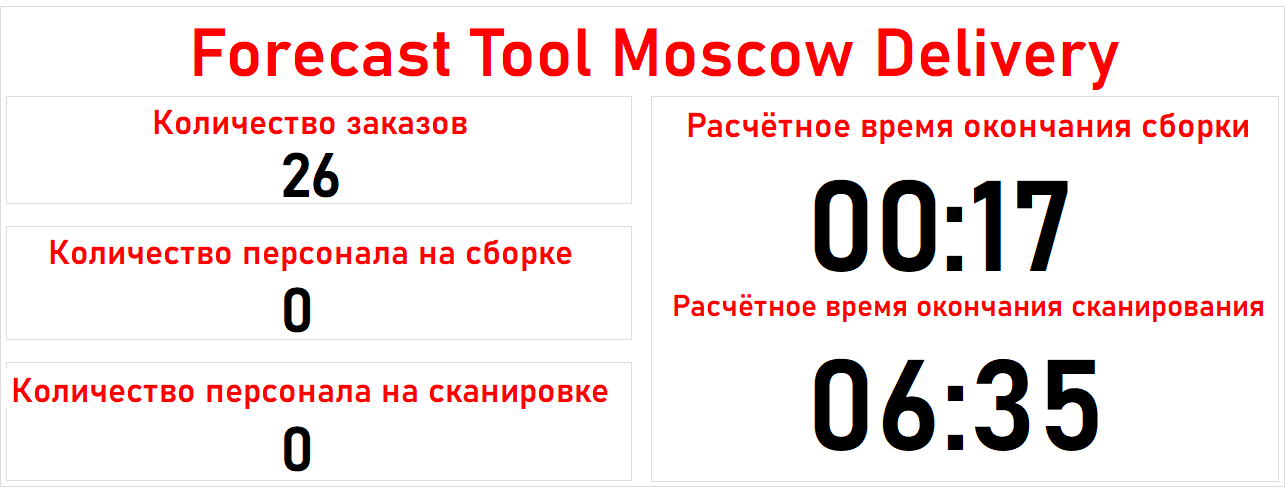 Forecast Tool Moscow Delivery
Количество заказов
26
Количество персонала на сборке
0
Количество персонала на сканировке
0
Расчётное время окончания сборки
00:17
Расчётное время окончания сканирования
06:35